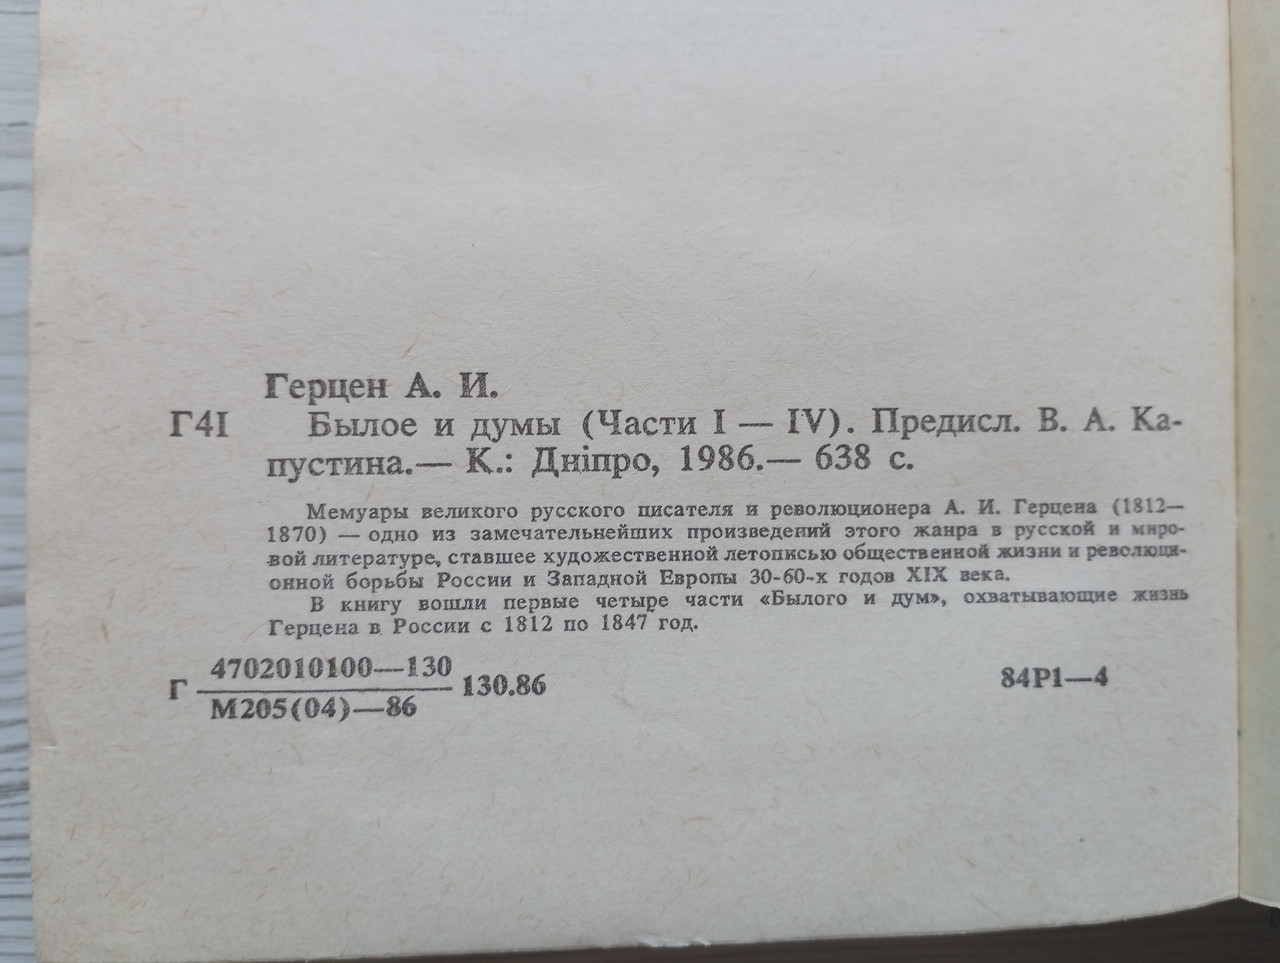 Герцен А. И.
Г41 Былое и думы (Части I — IV). Предисл. В. А. Ка-
пустина.— К.: Дніпро, 1986.— 638 с.
Мемуары великого русского писателя и революционера А. И. Герцена (1812—
1870) — одно из замечательнейших произведений этого жанра в русской и миро-
вой литературе, ставшее художественной летописью общественной жизни и революци-
онной борьбы России и Западной Европы 30-60-х годов XIX века.
В книгу вошли первые четыре части «Былого и дум», охватывающие жизнь
Герцена в России с 1812 по 1847 год.
Г 4702010100—130
М205(04)—86 130.86
84Р1—4